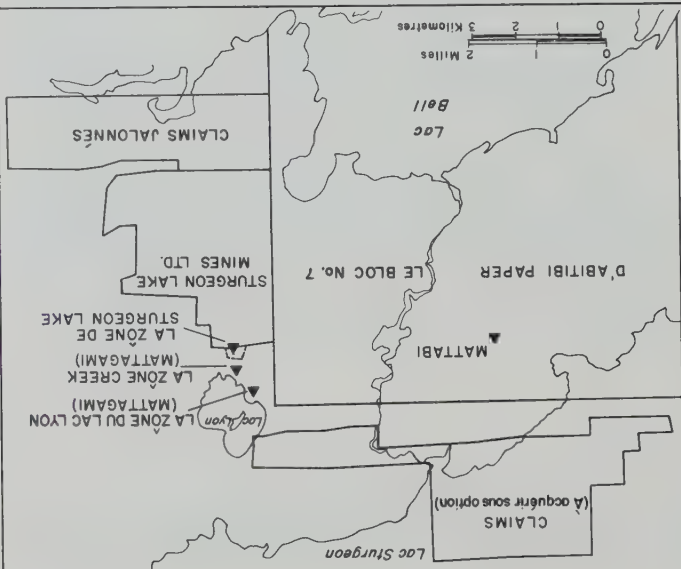 Lac Sturgeon
CLAIMS
(À acquérir sous option)
LA ZÔNE DU LAC LYON
(MATTAGAMI)
Lac Lyon
LA ZÔNE CREEK
(MATTAGAMI)
LA ZÔNE DE
STURGEON LAKE
MATTABI
D'ABITIBI PAPER
LE BLOC No. 7
STURGEON LAKE
MINES LTD.
CLAIMS JALONNÉS
Lac
Bell
Milles
0 1 2
0 1 2 3
Kilometres